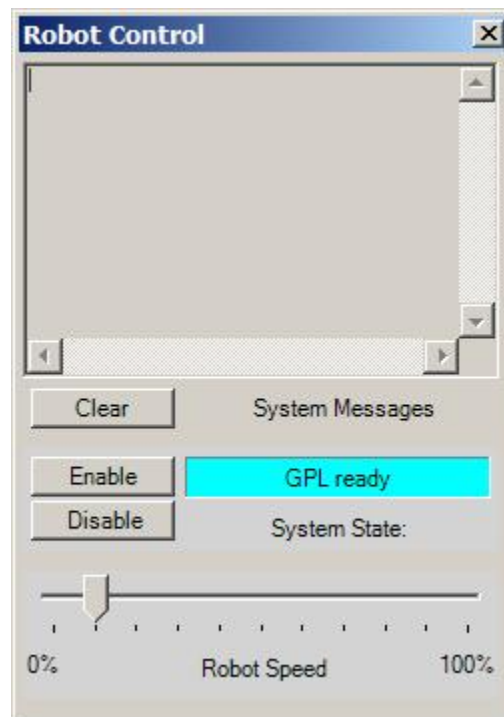 Robot Control
Clear
System Messages
Enable
GPL ready
Disable
System State:
0%
Robot Speed
100%